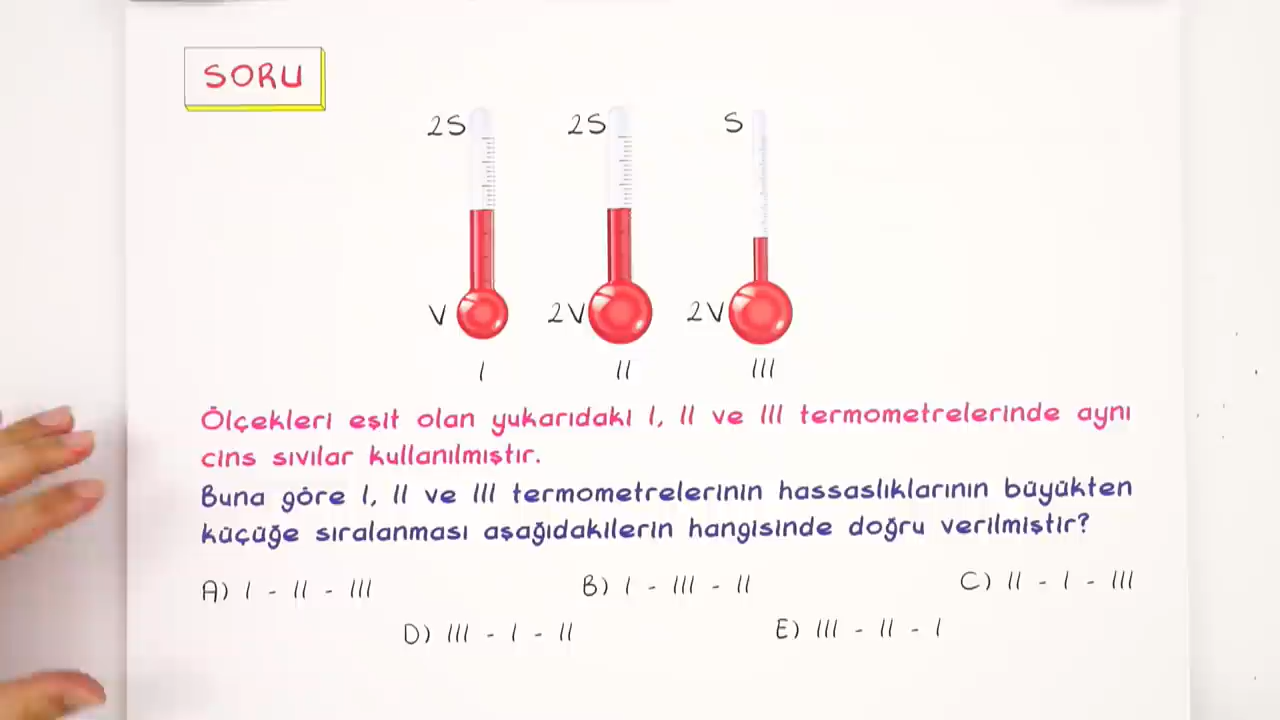 SORU
2S 2S S
V 2V 2V
I II III
Ölçekleri eşit olan yukarıdaki I, II ve III termometrelerinde aynı
cins sıvılar kullanılmıştır.
Buna göre I, II ve III termometrelerinin hassaslıklarının büyükten
küçüğe sıralanması aşağıdakilerin hangisinde doğru verilmiştir?
A) I - II - III B) I - III - II C) II - I - III
D) III - I - II E) III - II - I